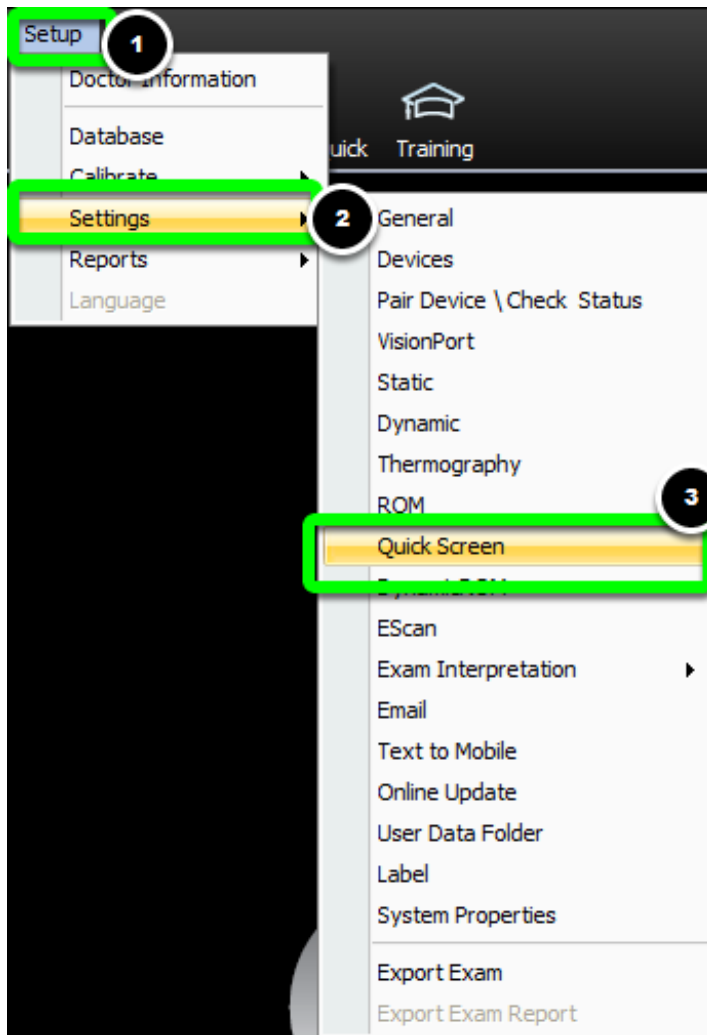 Setup
1
Doctor Information
Database
uick Training
Calibrate
Settings
2
General
Reports
Devices
Language
Pair Device \ Check Status
VisionPort
Static
Dynamic
Thermography
ROM
3
Quick Screen
EScan
Exam Interpretation
Email
Text to Mobile
Online Update
User Data Folder
Label
System Properties
Export Exam
Export Exam Report